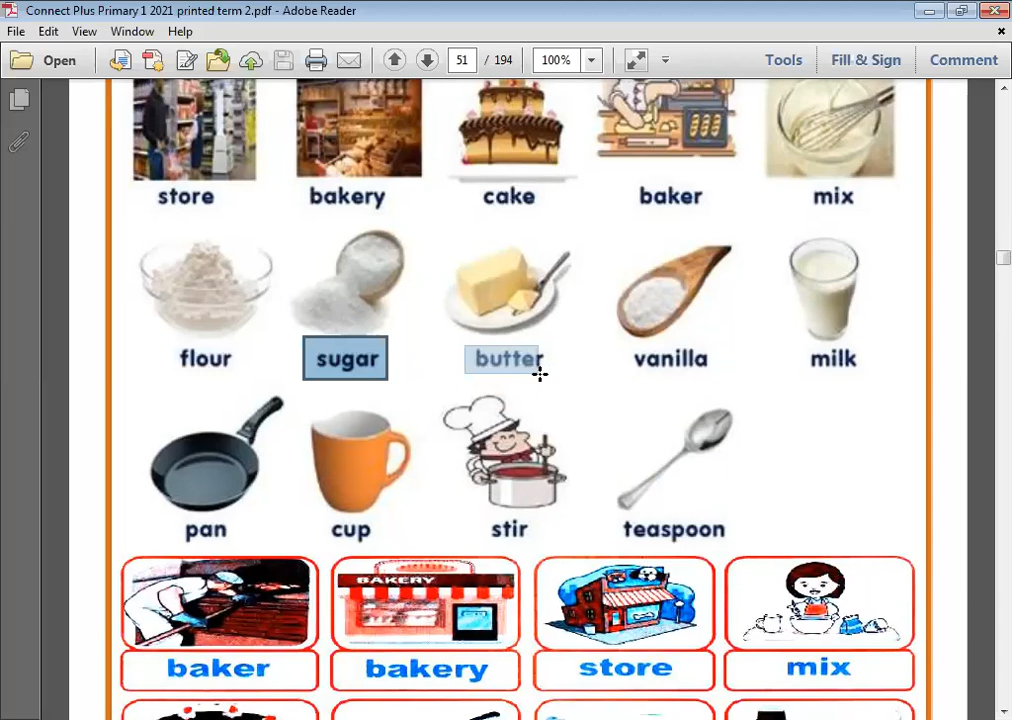 Connect Plus Primary 1 2021 printed term 2.pdf - Adobe Reader
File Edit View Window Help
Open 51 / 194 100% Tools Fill & Sign Comment
store bakery cake baker mix
flour sugar butter vanilla milk
pan cup stir teaspoon
BAKERY
baker bakery store mix